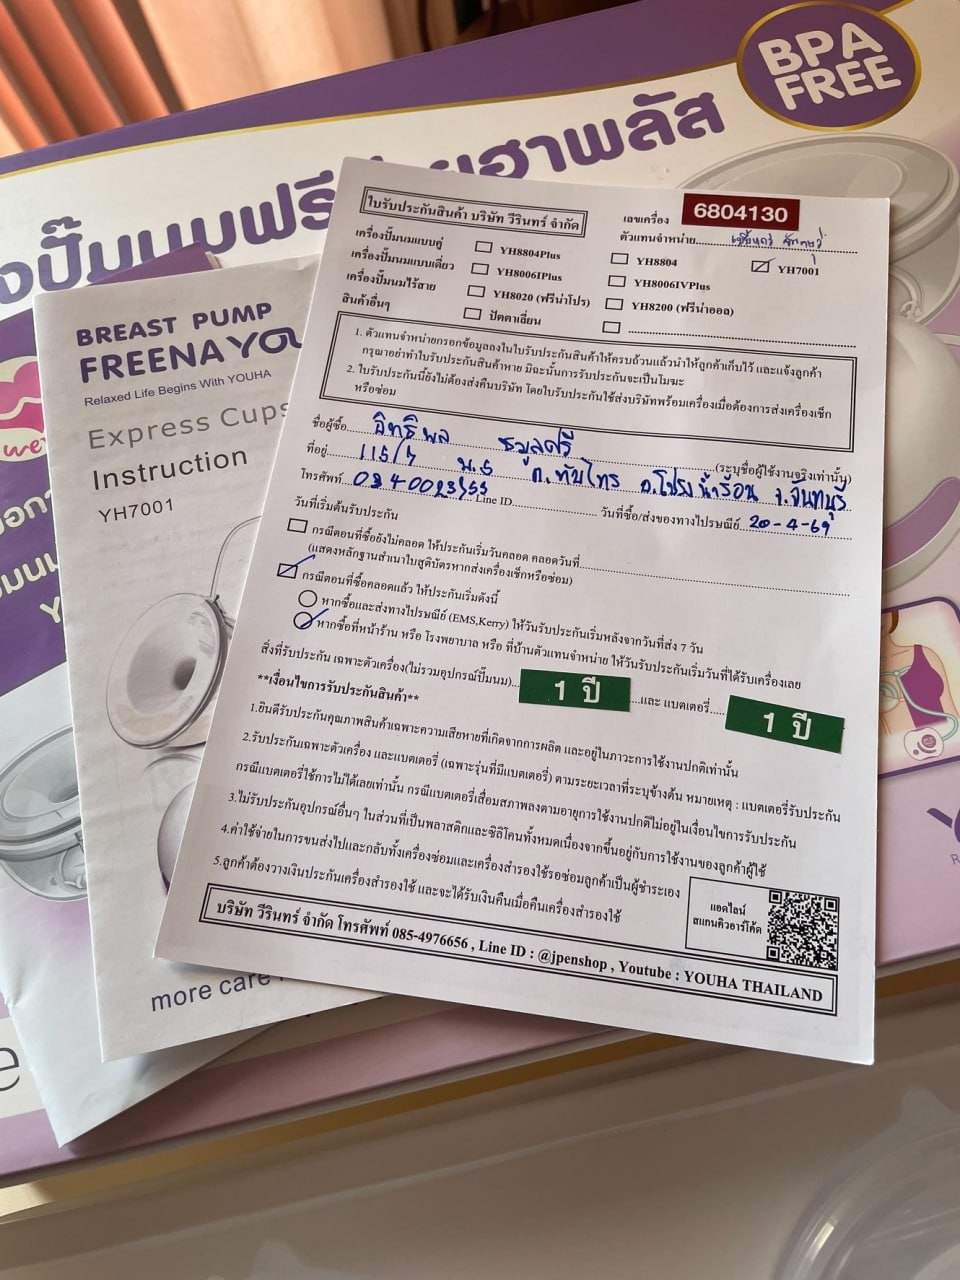 BPA
FREE
ปั๊มนมฟรี
ยูฮาพลัส
BREAST PUMP
FREENA YO
Relaxed Life Begins With YOUHA
Express Cups
Instruction
YH7001
more care
ใบรับประกันสินค้า บริษัท วีรินทร์ จำกัด
เลขเครื่อง 6804130
ตัวแทนจำหน่าย
เครื่องปั๊มนมแบบคู่ YH8804Plus YH8804 YH7001
เครื่องปั๊มนมแบบเดี่ยว YH8006IPlus YH8006IVPlus
เครื่องปั๊มนมไร้สาย YH8020 (ฟรีน่าโปร) YH8200 (ฟรีน่าออล)
สินค้าอื่นๆ ปัตตาเลี่ยน
1. ตัวแทนจำหน่ายกรอกข้อมูลลงในใบรับประกันสินค้าให้ครบถ้วนแล้วนำให้ลูกค้าเก็บไว้ และแจ้งลูกค้า
กรุณาอย่าทำใบรับประกันสินค้าหาย มิฉะนั้นการรับประกันจะเป็นโมฆะ
2. ใบรับประกันนี้ยังไม่ต้องส่งคืนบริษัท โดยใบรับประกันใช้ส่งบริษัทพร้อมเครื่องเมื่อต้องการส่งเครื่องเช็ก
หรือซ่อม
ชื่อผู้ซื้อ อิทธิพล (ระบุชื่อผู้ใช้งานจริงเท่านั้น)
ที่อยู่ 115/7 ม.5 ต.ทับไทร อ.โป่งน้ำร้อน จ.จันทบุรี
โทรศัพท์ Line ID วันที่ซื้อ/ส่งของทางไปรษณีย์ 20-4-69
วันที่เริ่มต้นรับประกัน
กรณีตอนที่ซื้อยังไม่คลอด ให้ประกันเริ่มวันคลอด คลอดวันที่
(แสดงหลักฐานสำเนาใบสูติบัตรหากส่งเครื่องเช็กหรือซ่อม)
กรณีตอนที่ซื้อคลอดแล้ว ให้ประกันเริ่มดังนี้
หากซื้อและส่งทางไปรษณีย์ (EMS,Kerry) ให้วันรับประกันเริ่มหลังจากวันที่ส่ง 7 วัน
หากซื้อที่หน้าร้าน หรือ โรงพยาบาล หรือ ที่บ้านตัวแทนจำหน่าย ให้วันรับประกันเริ่มวันที่ได้รับเครื่องเลย
สิ่งที่รับประกัน เฉพาะตัวเครื่อง(ไม่รวมอุปกรณ์ปั๊มนม) 1 ปี และ แบตเตอรี่ 1 ปี
**เงื่อนไขการรับประกันสินค้า**
1.ยินดีรับประกันคุณภาพสินค้าเฉพาะความเสียหายที่เกิดจากการผลิต และอยู่ในภาวะการใช้งานปกติเท่านั้น
2.รับประกันเฉพาะตัวเครื่อง และแบตเตอรี่ (เฉพาะรุ่นที่มีแบตเตอรี่) ตามระยะเวลาที่ระบุข้างต้น หมายเหตุ : แบตเตอรี่รับประกัน
กรณีแบตเตอรี่ใช้การไม่ได้เลยเท่านั้น กรณีแบตเตอรี่เสื่อมสภาพลงตามอายุการใช้งานปกติไม่อยู่ในเงื่อนไขการรับประกัน
3.ไม่รับประกันอุปกรณ์อื่นๆ ในส่วนที่เป็นพลาสติกและซิลิโคนทั้งหมดเนื่องจากขึ้นอยู่กับการใช้งานของลูกค้าผู้ใช้
4.ค่าใช้จ่ายในการขนส่งไปและกลับทั้งเครื่องซ่อมและเครื่องสำรองใช้รอซ่อมลูกค้าเป็นผู้ชำระเอง
5.ลูกค้าต้องวางเงินประกันเครื่องสำรองใช้ และจะได้รับเงินคืนเมื่อคืนเครื่องสำรองใช้
แอดไลน์
สแกนคิวอาร์โค้ด
บริษัท วีรินทร์ จำกัด โทรศัพท์ 085-4976656 , Line ID : @jpenshop , Youtube : YOUHA THAILAND